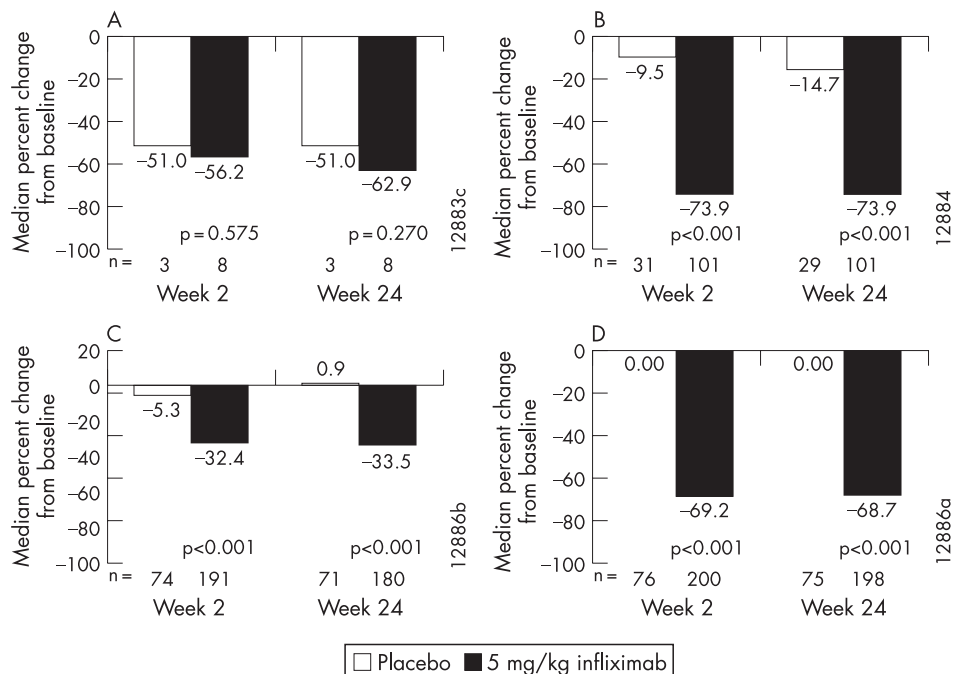 A
Median percent change
from baseline
0
−20
−40
−60
−80
−100
−51.0
−56.2
−51.0
−62.9
p = 0.575
p = 0.270
n =
3
8
3
8
Week 2
Week 24
12883c
B
Median percent change
from baseline
0
−20
−40
−60
−80
−100
−9.5
−73.9
−14.7
−73.9
p<0.001
p<0.001
n =
31
101
29
101
Week 2
Week 24
12884
C
Median percent change
from baseline
20
0
−20
−40
−60
−80
−100
−5.3
−32.4
0.9
−33.5
p<0.001
p<0.001
n =
74
191
71
180
Week 2
Week 24
12886b
D
Median percent change
from baseline
0
−20
−40
−60
−80
−100
0.00
−69.2
0.00
−68.7
p<0.001
p<0.001
n =
76
200
75
198
Week 2
Week 24
12886a
Placebo
5 mg/kg infliximab